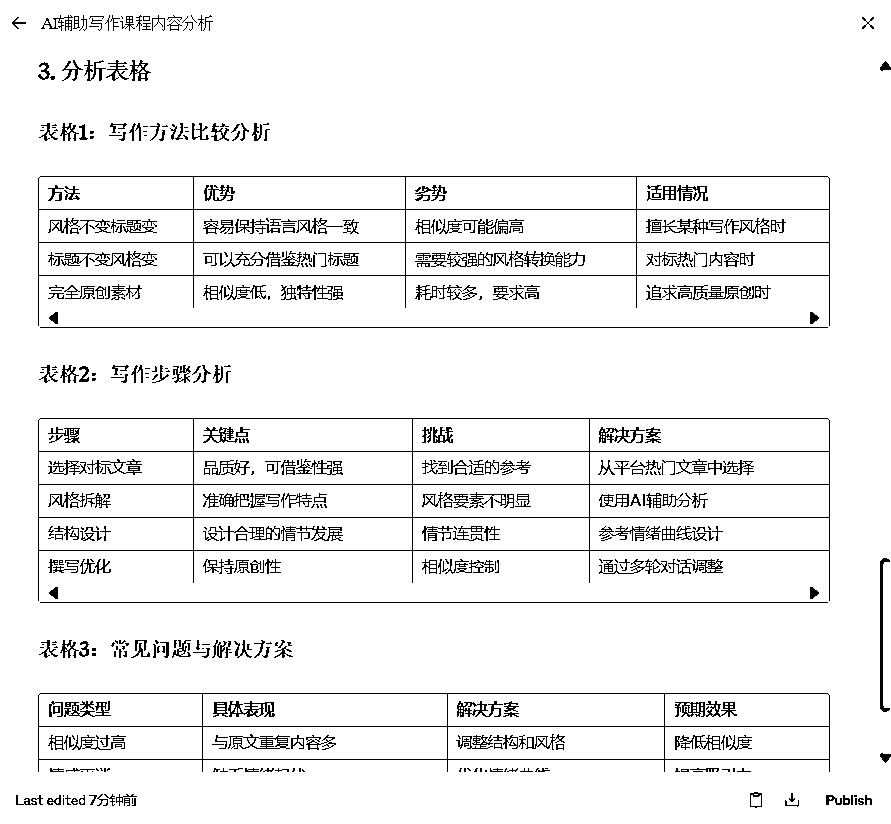 AI辅助写作课程内容分析
3. 分析表格
表格1：写作方法比较分析
方法 优势 劣势 适用情况
风格不变标题变 容易保持语言风格一致 相似度可能偏高 擅长某种写作风格时
标题不变风格变 可以充分借鉴热门标题 需要较强的风格转换能力 对标热门内容时
完全原创素材 相似度低，独特性强 耗时较多，要求高 追求高质量原创时
表格2：写作步骤分析
步骤 关键点 挑战 解决方案
选择对标文章 品质好，可借鉴性强 找到合适的参考 从平台热门文章中选择
风格拆解 准确把握写作特点 风格要素不明显 使用AI辅助分析
结构设计 设计合理的情节发展 情节连贯性 参考情绪曲线设计
撰写优化 保持原创性 相似度控制 通过多轮对话调整
表格3：常见问题与解决方案
问题类型 具体表现 解决方案 预期效果
相似度过高 与原文重复内容多 调整结构和风格 降低相似度
Last edited 7分钟前 Publish